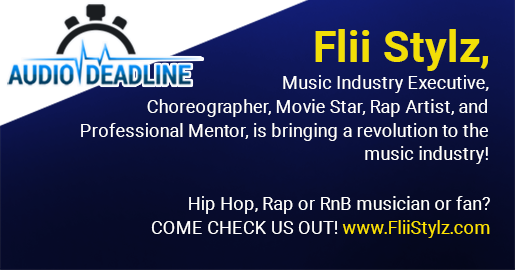 AUDIO DEADLINE
Flii Stylz,
Music Industry Executive,
Choreographer, Movie Star, Rap Artist, and
Professional Mentor, is bringing a revolution to the
music industry!
Hip Hop, Rap or RnB musician or fan?
COME CHECK US OUT! www.FliiStylz.com